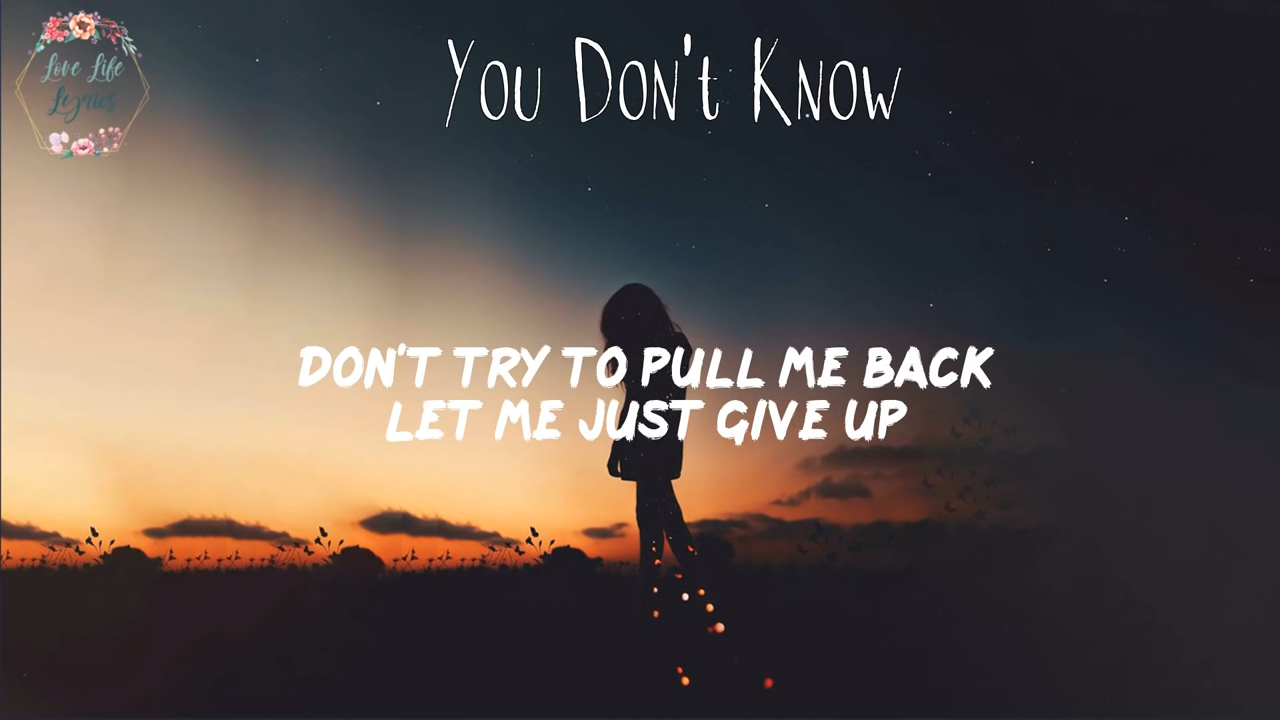 Love Life
Lyrics
You Don't Know
DON'T TRY TO PULL ME BACK
LET ME JUST GIVE UP